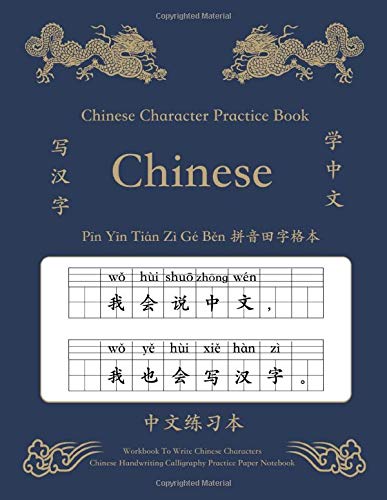 Copyrighted Material
Chinese Character Practice Book
写汉字
学中文
Chinese
Pīn Yīn Tián Zì Gé Běn 拼音田字格本
wǒ hùi shuō zhōng wén
我会说中文，
wǒ yě hùi xiě hàn zì
我也会写汉字。
中文练习本
Workbook To Write Chinese Characters
Chinese Handwriting Calligraphy Practice Paper Notebook
Copyrighted Material